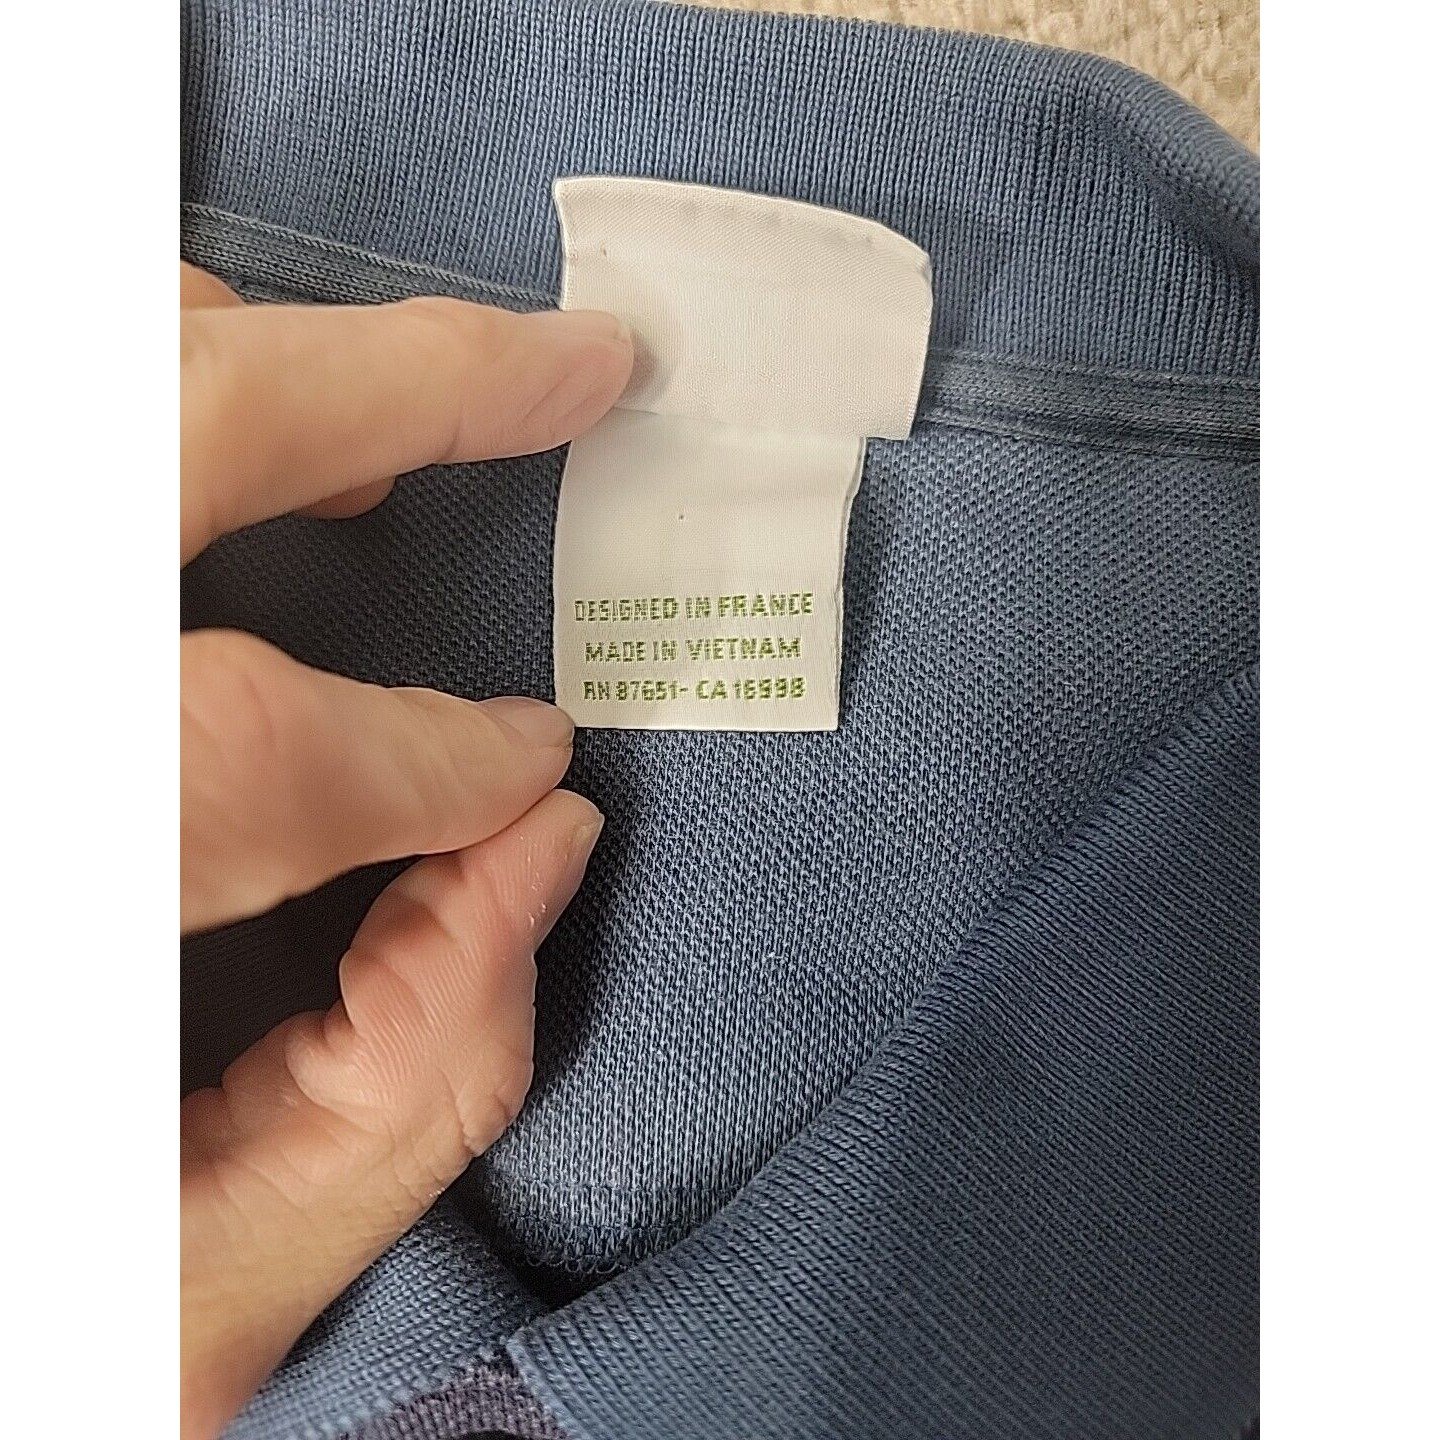 DESIGNED IN FRANCE
MADE IN VIETNAM
RN 87651- CA 16998